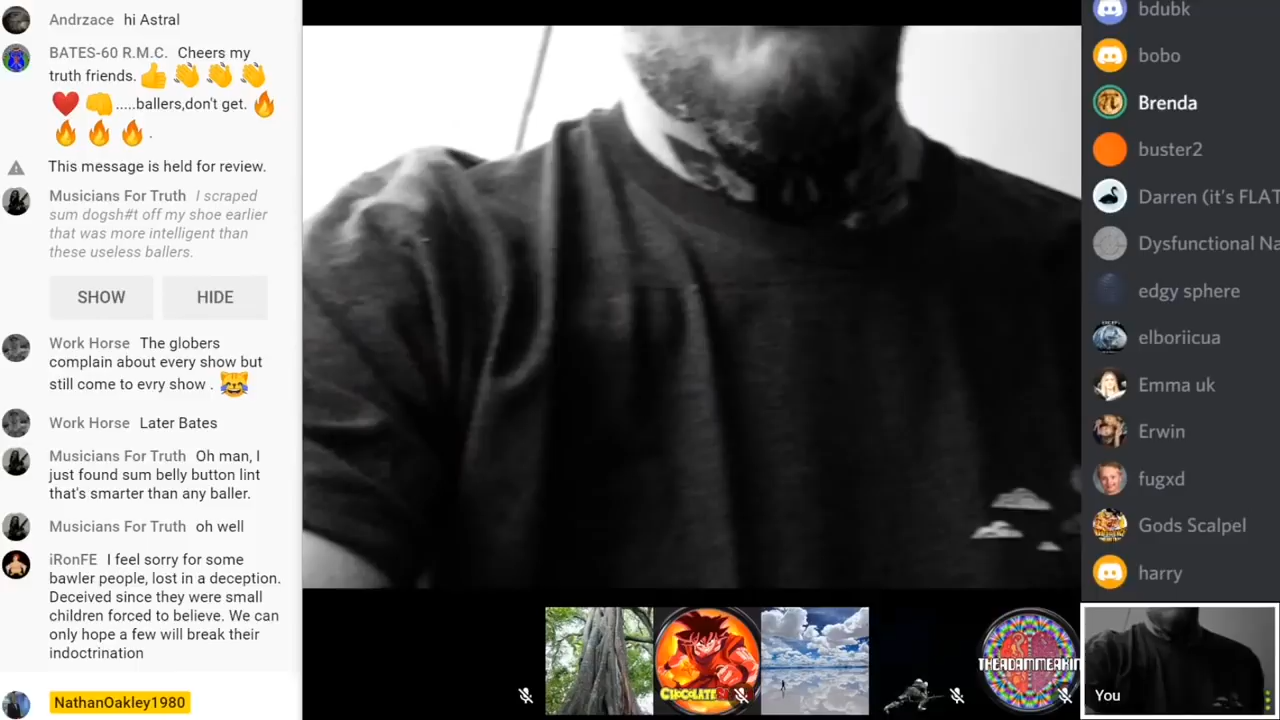 Andrzace hi Astral
BATES-60 R.M.C. Cheers my
truth friends. 👍 👏 👏 👏
❤️ 👊 .....ballers,don't get. 🔥
🔥 🔥 🔥 .
This message is held for review.
Musicians For Truth I scraped
sum dogsh#t off my shoe earlier
that was more intelligent than
these useless ballers.
SHOW HIDE
Work Horse The globers
complain about every show but
still come to evry show . 😹
Work Horse Later Bates
Musicians For Truth Oh man, I
just found sum belly button lint
that's smarter than any baller.
Musicians For Truth oh well
iRonFE I feel sorry for some
bawler people, lost in a deception.
Deceived since they were small
children forced to believe. We can
only hope a few will break their
indoctrination
NathanOakley1980
CHOCOLATE
THEADAMMEAKIN
bdubk
bobo
Brenda
buster2
Darren (it's FLAT
Dysfunctional Na
edgy sphere
elboriicua
Emma uk
Erwin
fugxd
Gods Scalpel
harry
You